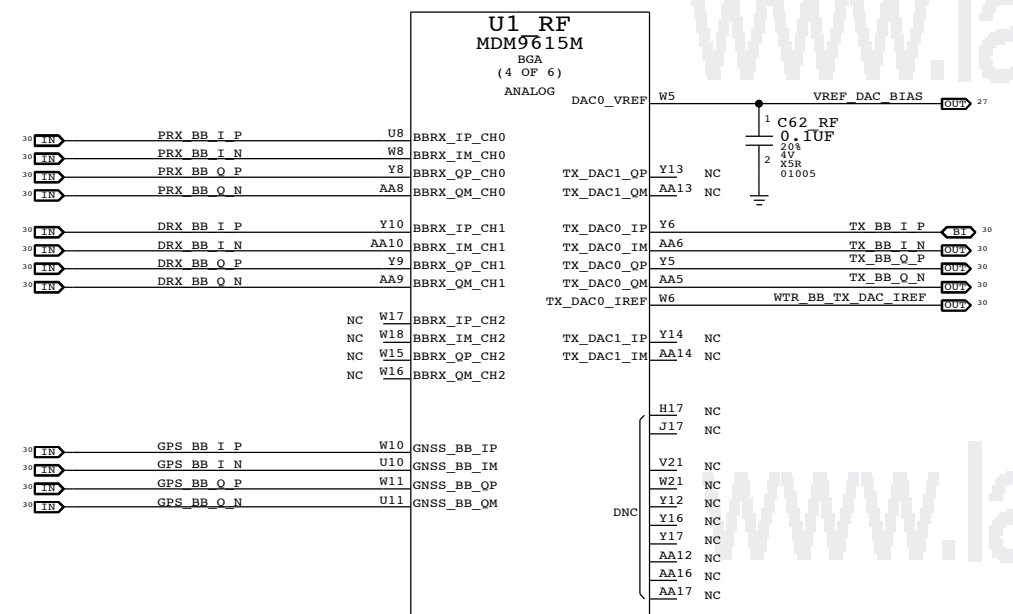 U1_RF
MDM9615M
BGA
(4 OF 6)
ANALOG
DAC0_VREF W5 VREF_DAC_BIAS OUT 27
1 C62_RF
0.1UF
20%
4V
2 X5R
01005
30 IN PRX_BB_I_P U8 BBRX_IP_CH0
30 IN PRX_BB_I_N W8 BBRX_IM_CH0
30 IN PRX_BB_Q_P Y8 BBRX_QP_CH0
30 IN PRX_BB_Q_N AA8 BBRX_QM_CH0
TX_DAC1_QP Y13 NC
TX_DAC1_QM AA13 NC
30 IN DRX_BB_I_P Y10 BBRX_IP_CH1
30 IN DRX_BB_I_N AA10 BBRX_IM_CH1
30 IN DRX_BB_Q_P Y9 BBRX_QP_CH1
30 IN DRX_BB_Q_N AA9 BBRX_QM_CH1
TX_DAC0_IP Y6 TX_BB_I_P BI 30
TX_DAC0_IM AA6 TX_BB_I_N OUT 30
TX_DAC0_QP Y5 TX_BB_Q_P OUT 30
TX_DAC0_QM AA5 TX_BB_Q_N OUT 30
TX_DAC0_IREF W6 WTR_BB_TX_DAC_IREF OUT 30
NC W17 BBRX_IP_CH2
NC W18 BBRX_IM_CH2
NC W15 BBRX_QP_CH2
NC W16 BBRX_QM_CH2
TX_DAC1_IP Y14 NC
TX_DAC1_IM AA14 NC
30 IN GPS_BB_I_P W10 GNSS_BB_IP
30 IN GPS_BB_I_N U10 GNSS_BB_IM
30 IN GPS_BB_Q_P W11 GNSS_BB_QP
30 IN GPS_BB_Q_N U11 GNSS_BB_QM
DNC
H17 NC
J17 NC
V21 NC
W21 NC
Y12 NC
Y16 NC
Y17 NC
AA12 NC
AA16 NC
AA17 NC
www.la
www.la